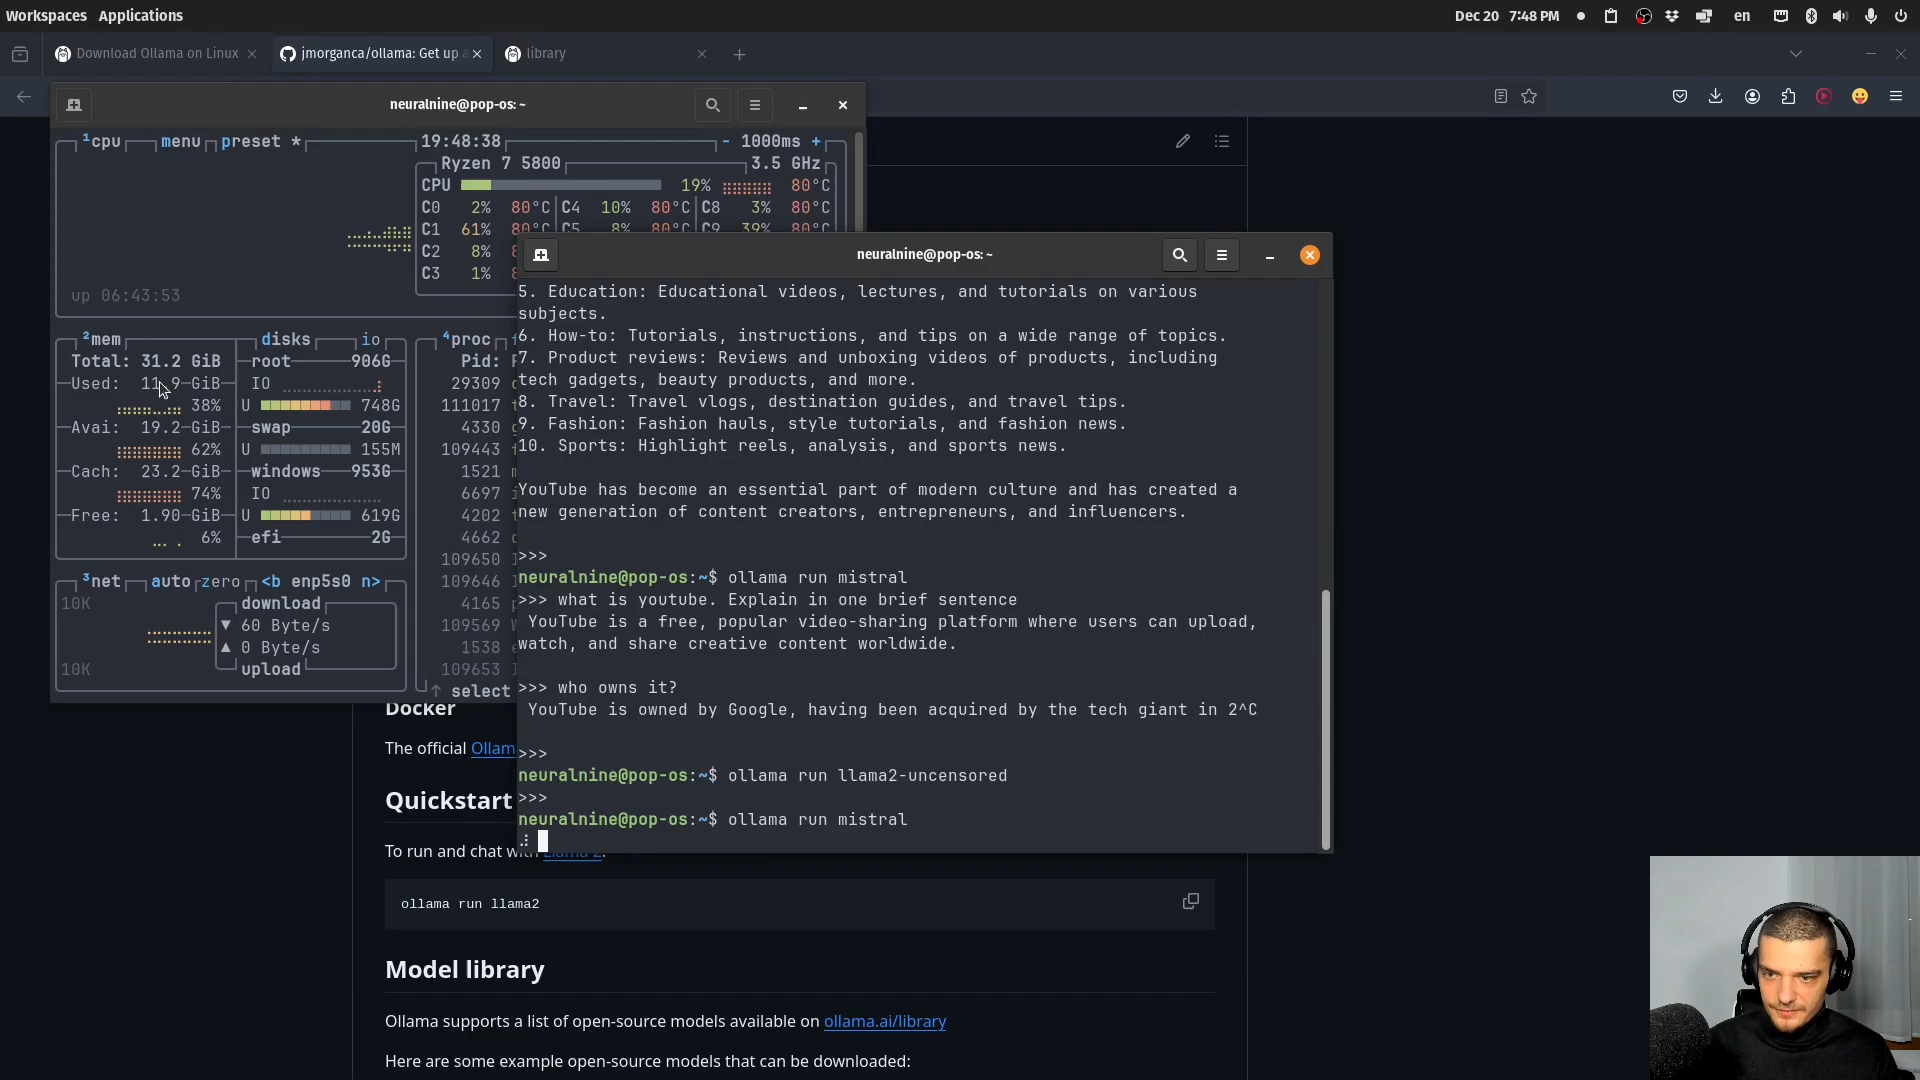 Workspaces Applications
Dec 20 7:48 PM
en
Download Ollama on Linux
jmorganca/ollama: Get up a
library
neuralnine@pop-os: ~
¹cpu menu preset * 19:48:38 - 1000ms +
Ryzen 7 5800 3.5 GHz
CPU 19% 80°C
C0 2% 80°C C4 10% 80°C C8 3% 80°C
C1 61% 80°C C5 8% 80°C C9 39% 80°C
C2 8%
C3 1%
up 06:43:53
²mem disks io
Total: 31.2 GiB root 906G
Used: 11.9 GiB IO
38% U 748G
Avai: 19.2 GiB swap 20G
62% U 155M
Cach: 23.2 GiB windows 953G
74% IO
Free: 1.90 GiB U 619G
6% efi 2G
⁴proc
Pid:
29309
111017
4330
109443
1521
6697
4202
4662
109650
109646
4165
109569
1538
109653
↑ select
³net auto zero <b enp5s0 n>
10K download
▼ 60 Byte/s
▲ 0 Byte/s
10K upload
neuralnine@pop-os: ~
5. Education: Educational videos, lectures, and tutorials on various
subjects.
6. How-to: Tutorials, instructions, and tips on a wide range of topics.
7. Product reviews: Reviews and unboxing videos of products, including
tech gadgets, beauty products, and more.
8. Travel: Travel vlogs, destination guides, and travel tips.
9. Fashion: Fashion hauls, style tutorials, and fashion news.
10. Sports: Highlight reels, analysis, and sports news.
YouTube has become an essential part of modern culture and has created a
new generation of content creators, entrepreneurs, and influencers.
>>>
neuralnine@pop-os:~$ ollama run mistral
>>> what is youtube. Explain in one brief sentence
YouTube is a free, popular video-sharing platform where users can upload,
watch, and share creative content worldwide.
>>> who owns it?
YouTube is owned by Google, having been acquired by the tech giant in 2^C
>>>
neuralnine@pop-os:~$ ollama run llama2-uncensored
>>>
neuralnine@pop-os:~$ ollama run mistral
Docker
The official Ollam
Quickstart
To run and chat with Llama 2.
ollama run llama2
Model library
Ollama supports a list of open-source models available on ollama.ai/library
Here are some example open-source models that can be downloaded: